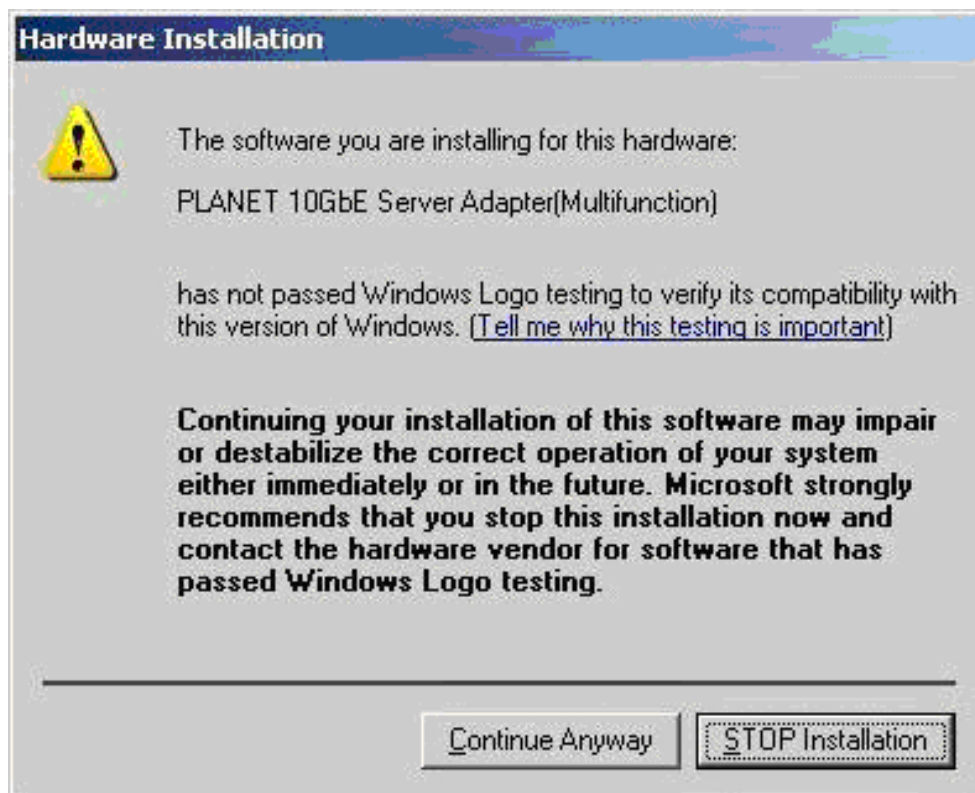 Hardware Installation
The software you are installing for this hardware:
PLANET 10GbE Server Adapter(Multifunction)
has not passed Windows Logo testing to verify its compatibility with
this version of Windows. (Tell me why this testing is important)
Continuing your installation of this software may impair
or destabilize the correct operation of your system
either immediately or in the future. Microsoft strongly
recommends that you stop this installation now and
contact the hardware vendor for software that has
passed Windows Logo testing.
Continue Anyway
STOP Installation